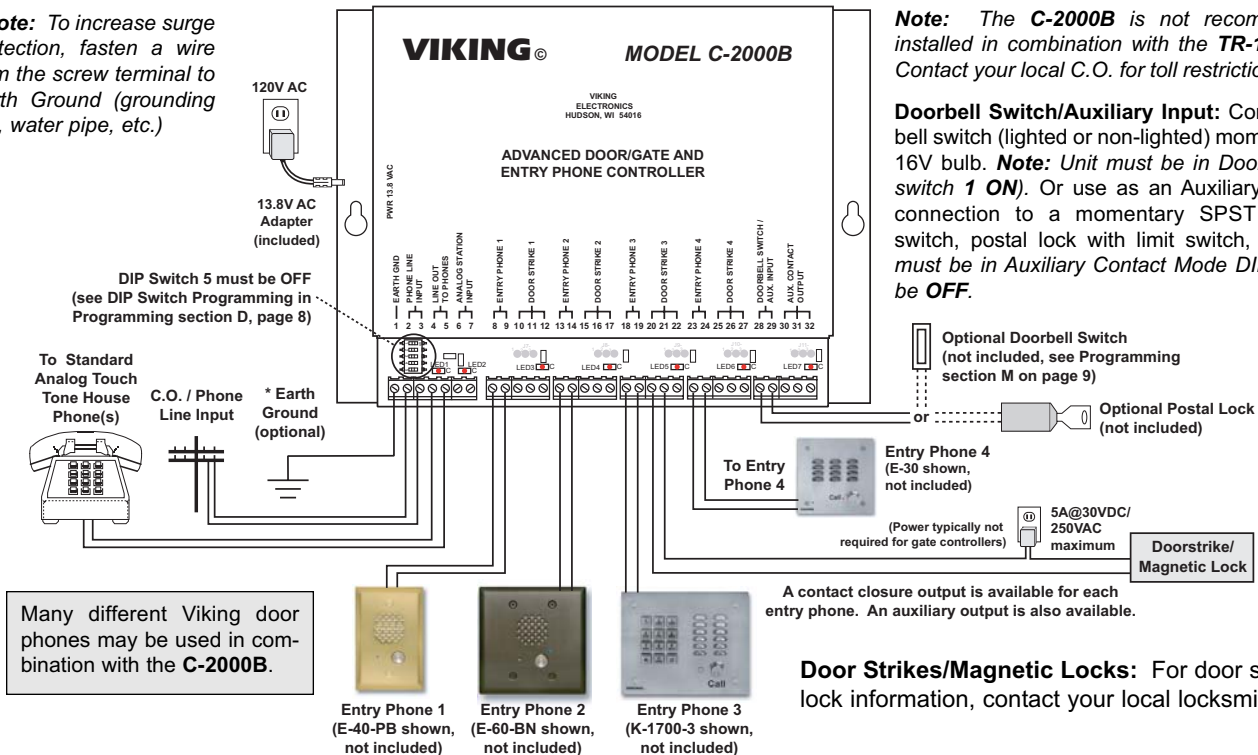 ote: To increase surge
tection, fasten a wire
m the screw terminal to
th Ground (grounding
, water pipe, etc.)
120V AC
13.8V AC
Adapter
(included)
VIKING©
MODEL C-2000B
VIKING
ELECTRONICS
HUDSON, WI 54016
ADVANCED DOOR/GATE AND
ENTRY PHONE CONTROLLER
PWR 13.8 VAC
EARTH GND
PHONE LINE
INPUT
LINE OUT
TO PHONES
ANALOG STATION
INPUT
ENTRY PHONE 1
DOOR STRIKE 1
ENTRY PHONE 2
DOOR STRIKE 2
ENTRY PHONE 3
DOOR STRIKE 3
ENTRY PHONE 4
DOOR STRIKE 4
DOORBELL SWITCH /
AUX. INPUT
AUX. CONTACT
OUTPUT
1 2 3 4 5 6 7 8 9 10 11 12 13 14 15 16 17 18 19 20 21 22 23 24 25 26 27 28 29 30 31 32
LED1 C LED2 C LED3 C LED4 C LED5 C LED6 C LED7 C
DIP Switch 5 must be OFF
(see DIP Switch Programming in
Programming section D, page 8)
To Standard
Analog Touch
Tone House
Phone(s)
C.O. / Phone
Line Input
* Earth
Ground
(optional)
Note: The C-2000B is not recom
installed in combination with the TR-1
Contact your local C.O. for toll restrictio
Doorbell Switch/Auxiliary Input: Con
bell switch (lighted or non-lighted) mom
16V bulb. Note: Unit must be in Door
switch 1 ON). Or use as an Auxiliary
connection to a momentary SPST
switch, postal lock with limit switch,
must be in Auxiliary Contact Mode DI
be OFF.
Optional Doorbell Switch
(not included, see Programming
section M on page 9)
or
Optional Postal Lock
(not included)
To Entry
Phone 4
Entry Phone 4
(E-30 shown,
not included)
Call
(Power typically not
required for gate controllers)
5A@30VDC/
250VAC
maximum
Doorstrike/
Magnetic Lock
A contact closure output is available for each
entry phone. An auxiliary output is also available.
Many different Viking door
phones may be used in com-
bination with the C-2000B.
Call
Entry Phone 1
(E-40-PB shown,
not included)
Entry Phone 2
(E-60-BN shown,
not included)
Entry Phone 3
(K-1700-3 shown,
not included)
Door Strikes/Magnetic Locks: For door s
lock information, contact your local locksmi